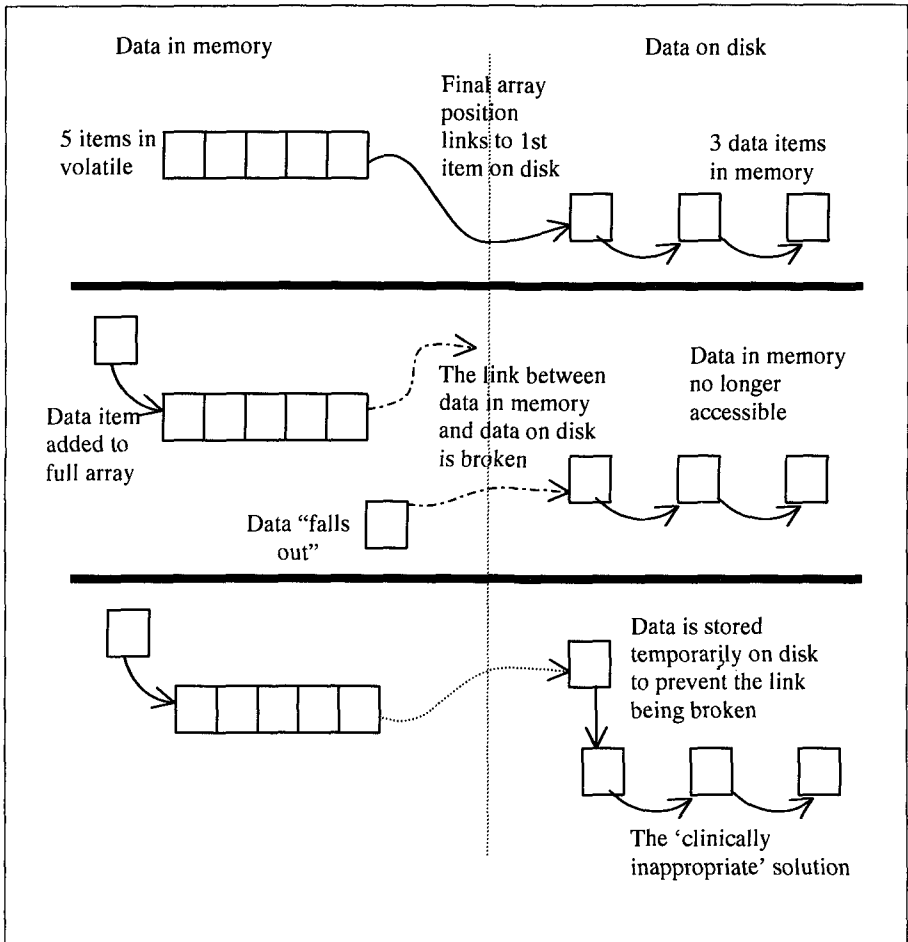 Data in memory
Data on disk
Final array
position
links to 1st
item on disk
5 items in
volatile
3 data items
in memory
Data item
added to
full array
The link between
data in memory
and data on disk
is broken
Data in memory
no longer
accessible
Data “falls
out”
Data is stored
temporarily on disk
to prevent the link
being broken
The ‘clinically
inappropriate’ solution